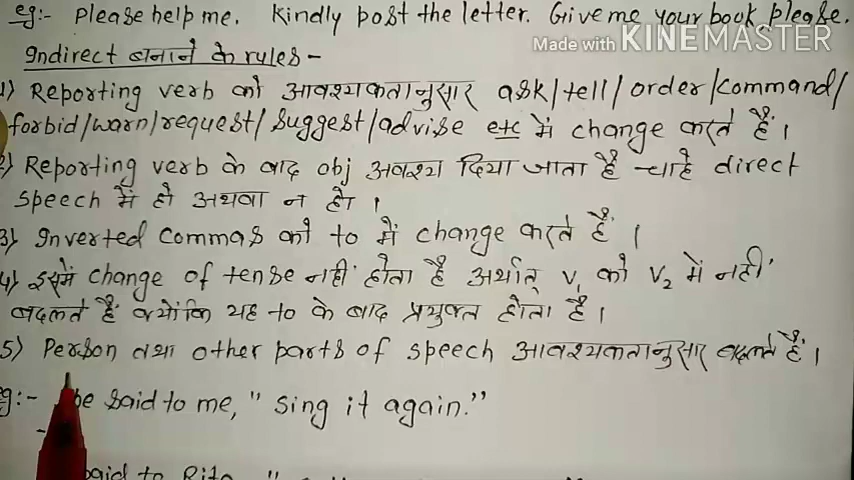 eg:- Please help me. Kindly post the letter. Give me your book please.
Made with KINEMASTER
Indirect बनाने के rules -
1) Reporting verb को आवश्यकतानुसार ask/tell/order/command/
forbid/warn/request/suggest/advise etc में change करते हैं।
2) Reporting verb के बाद obj अवश्य दिया जाता है चाहे direct
speech में हो अथवा न हो।
3) Inverted commas को to में change करते हैं।
4) इसमें change of tense नहीं होता है अर्थात् V1 को V2 में नहीं
बदलते हैं क्योंकि यह to के बाद प्रयुक्त होता है।
5) Person तथा other parts of speech आवश्यकतानुसार बदलते हैं।
eg:- He said to me, "Sing it again."
said to Rita, "